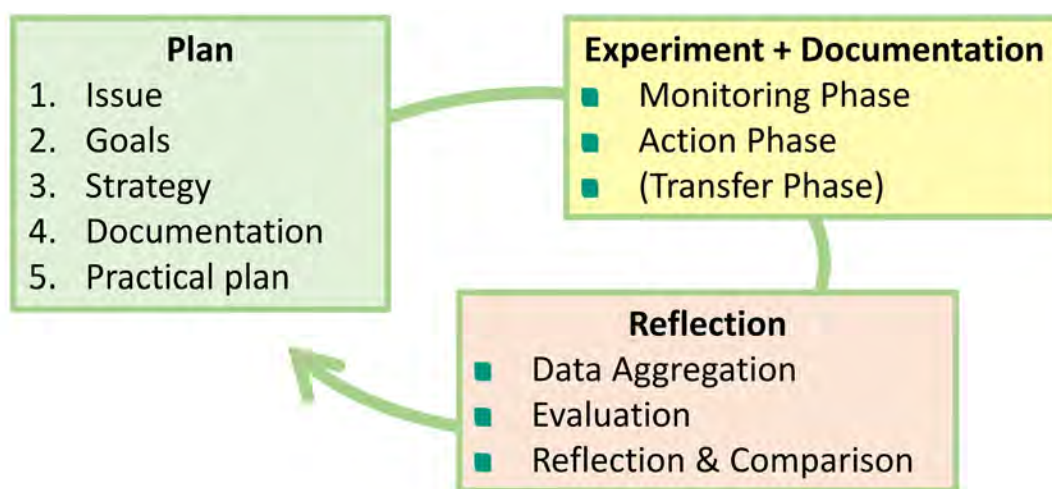 Plan
1. Issue
2. Goals
3. Strategy
4. Documentation
5. Practical plan
Experiment + Documentation
Monitoring Phase
Action Phase
(Transfer Phase)
Reflection
Data Aggregation
Evaluation
Reflection & Comparison